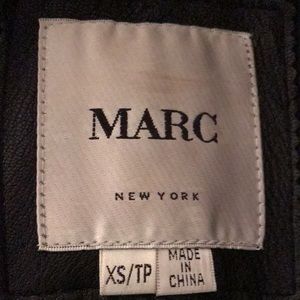 MARC
NEW YORK
XS/TP
MADE
IN
CHINA